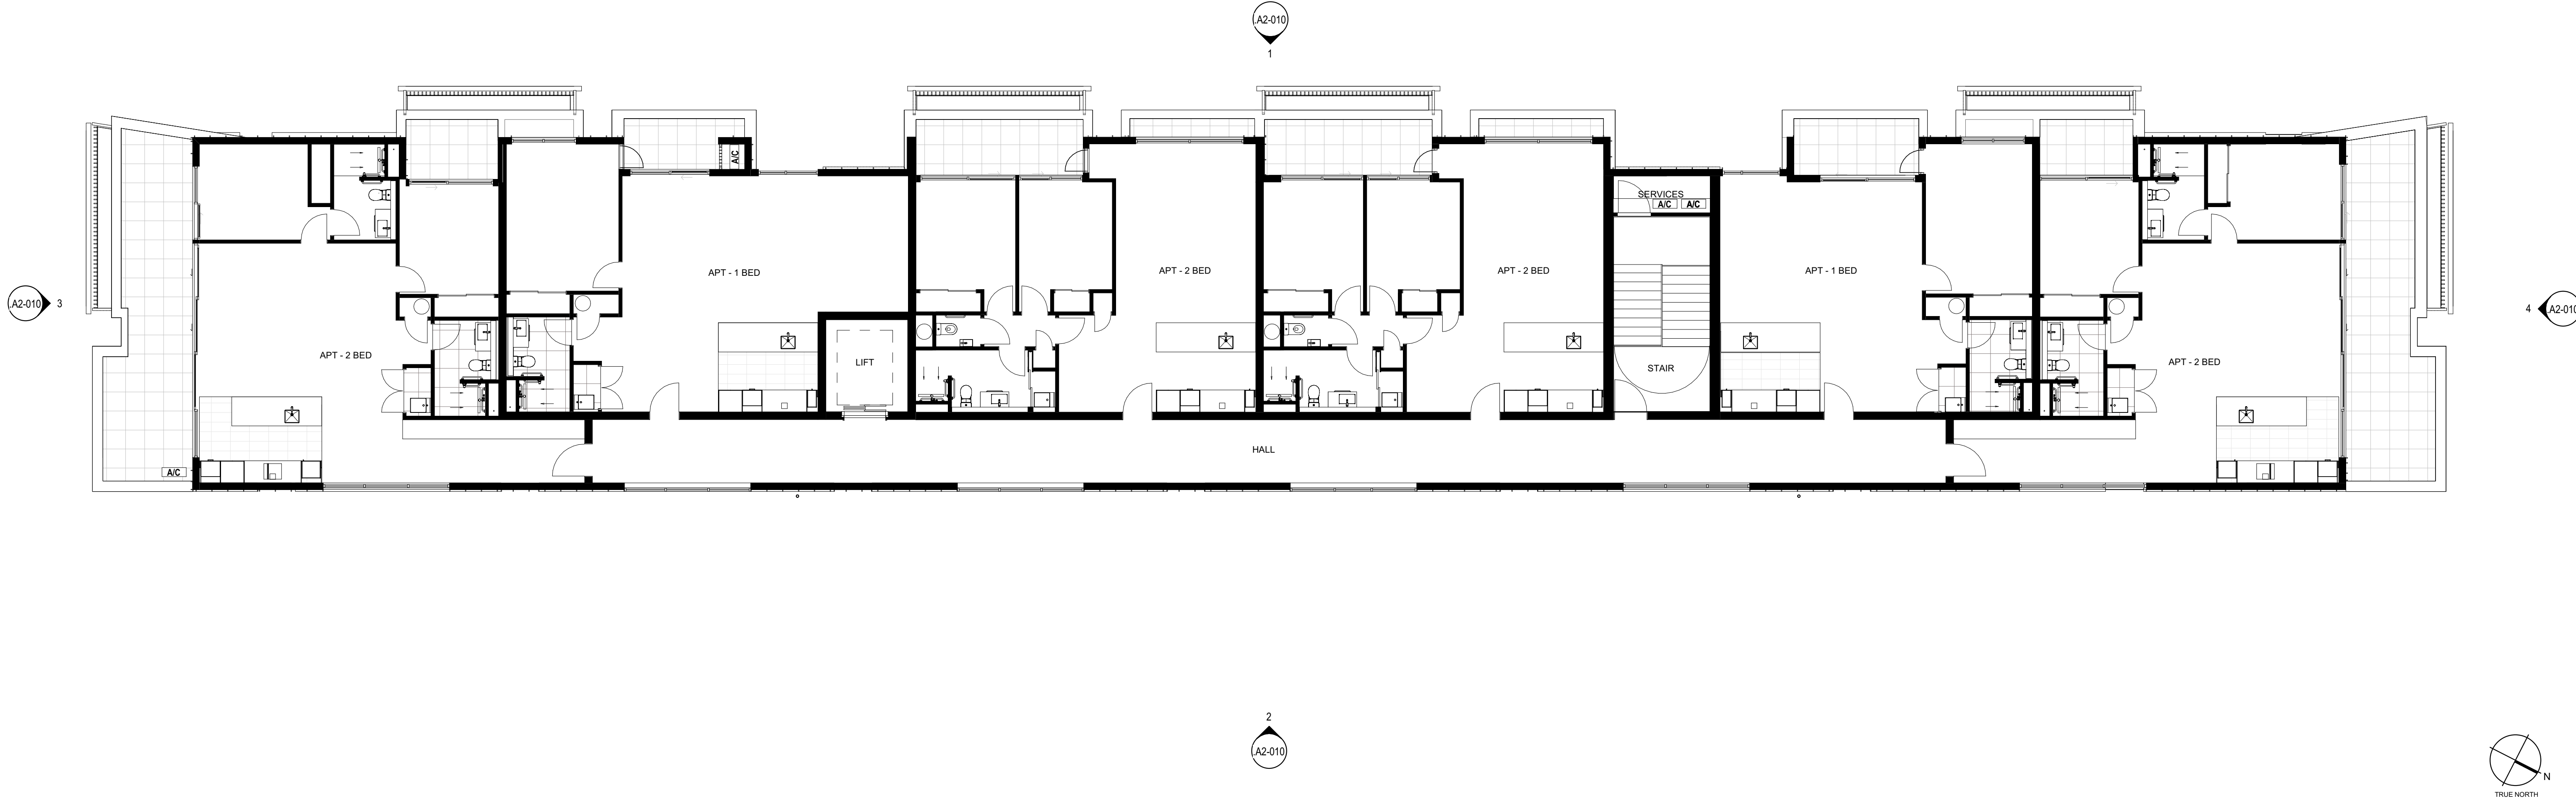 .A2-010
1
A/C
SERVICES
A/C
A/C
APT - 1 BED
APT - 2 BED
APT - 2 BED
APT - 1 BED
.A2-010
3
4
.A2-010
APT - 2 BED
LIFT
STAIR
APT - 2 BED
HALL
A/C
2
.A2-010
N
TRUE NORTH